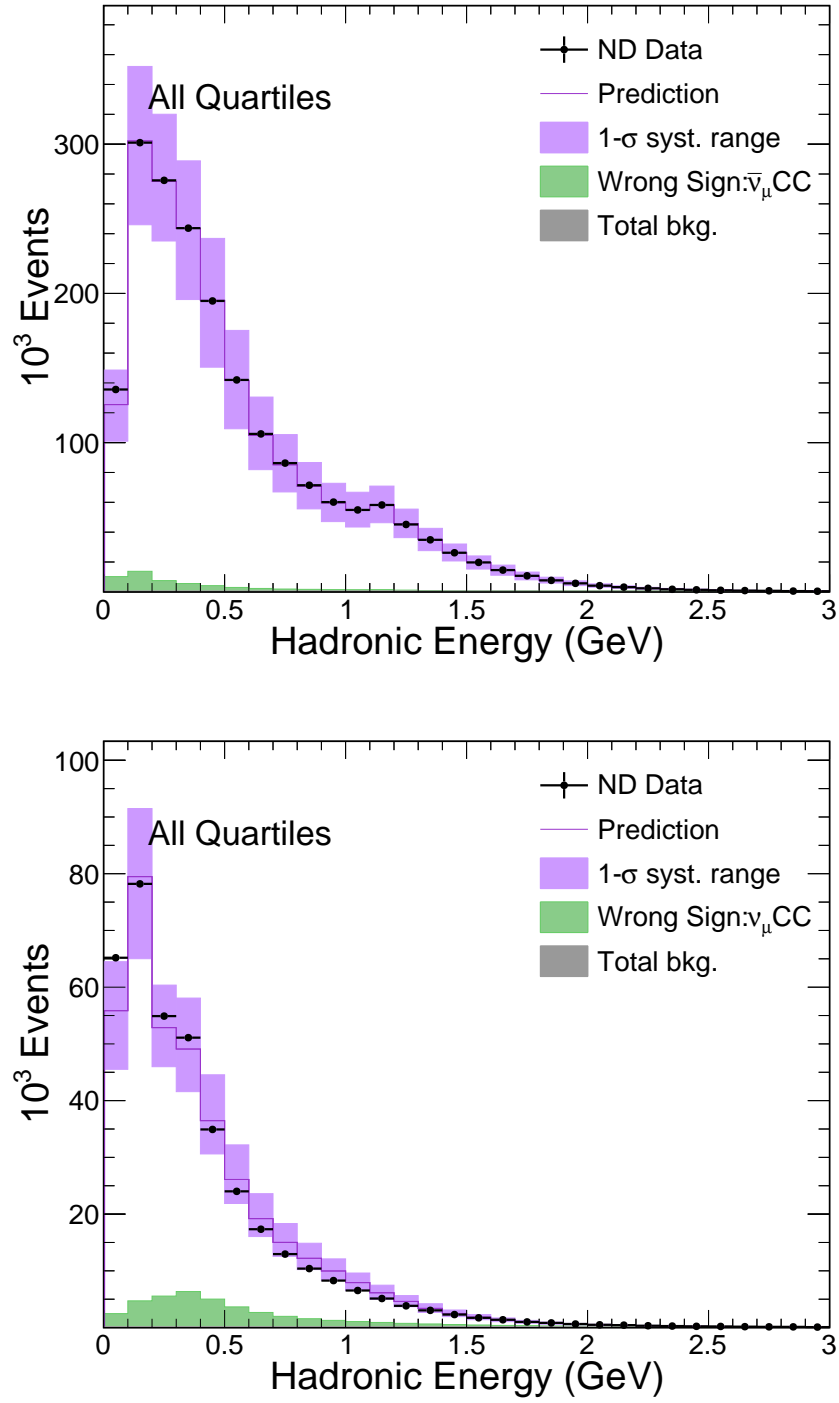 All Quartiles
ND Data
Prediction
1-σ syst. range
Wrong Sign:ν̅μCC
Total bkg.
10³ Events
300
200
100
0 0.5 1 1.5 2 2.5 3
Hadronic Energy (GeV)
All Quartiles
ND Data
Prediction
1-σ syst. range
Wrong Sign:νμCC
Total bkg.
10³ Events
100
80
60
40
20
0 0.5 1 1.5 2 2.5 3
Hadronic Energy (GeV)